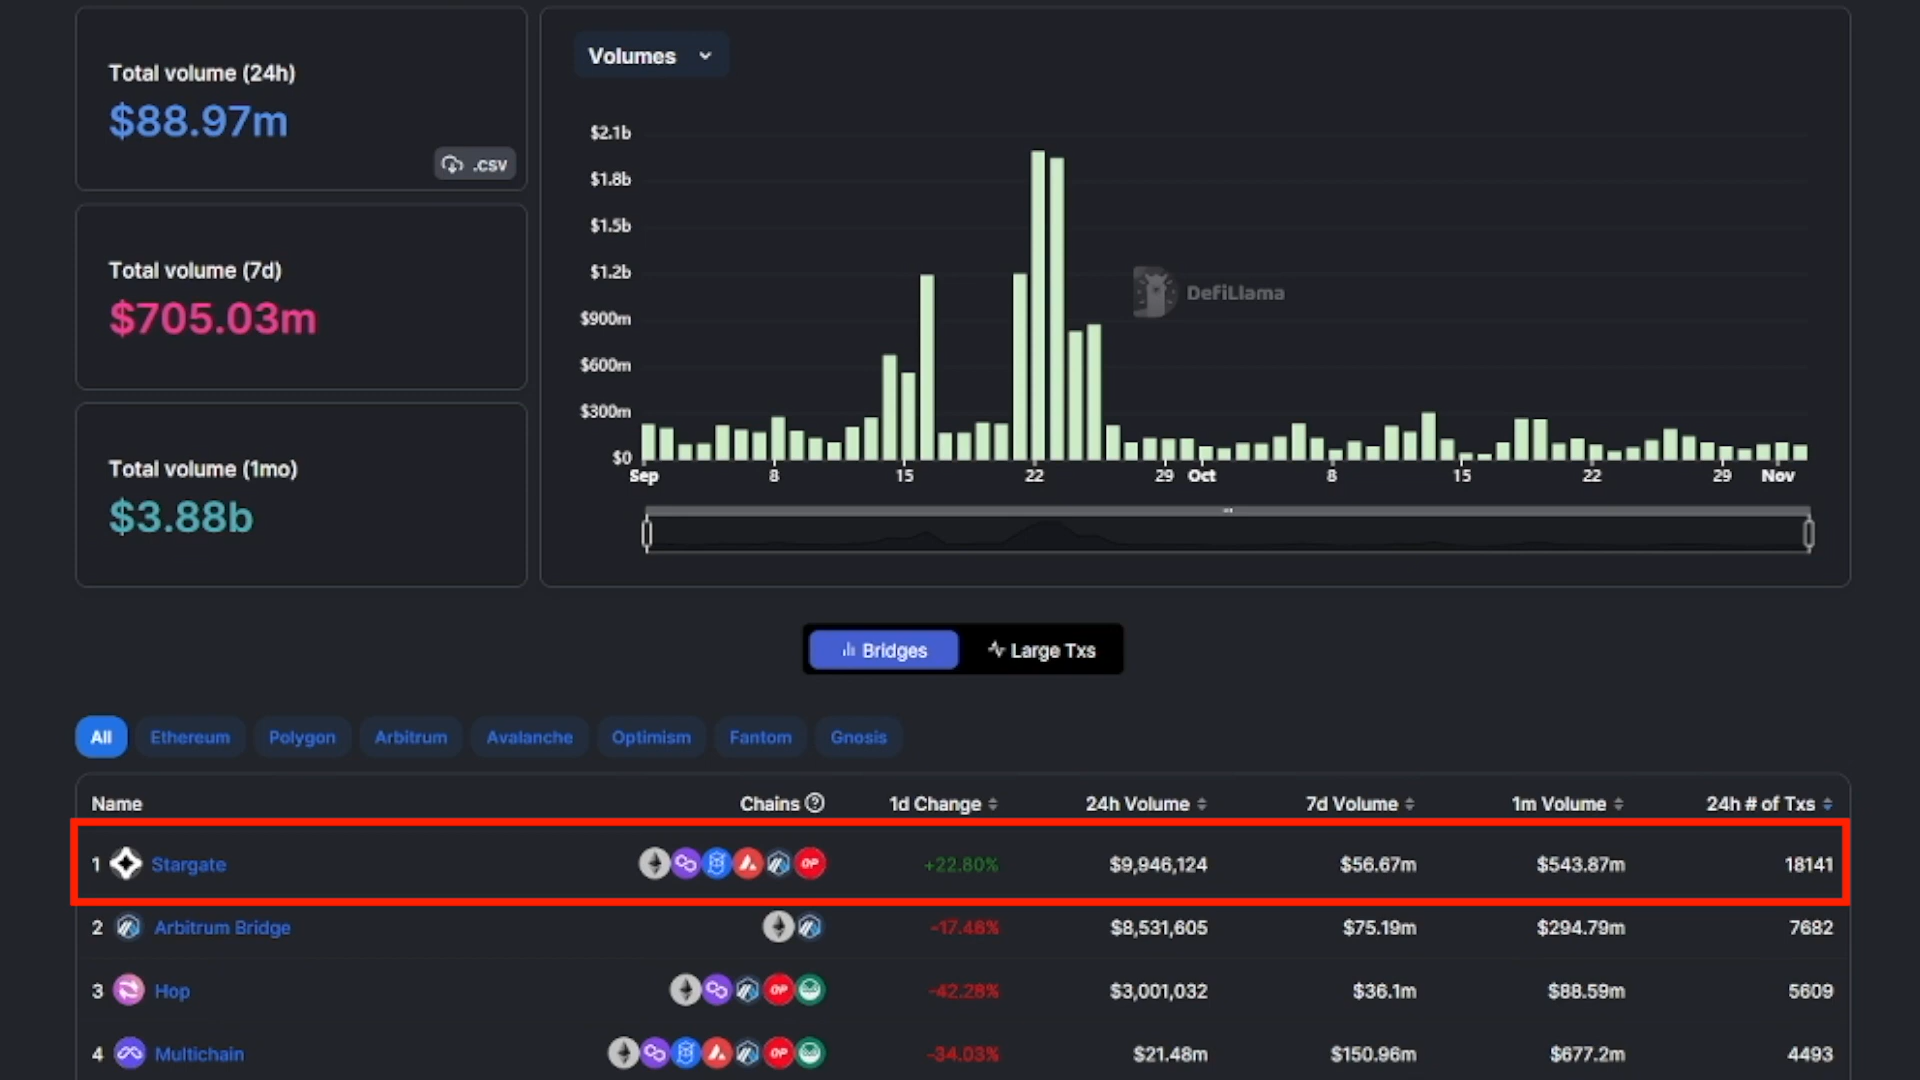 Total volume (24h)
$88.97m
.csv
Total volume (7d)
$705.03m
Total volume (1mo)
$3.88b
Volumes
$2.1b
$1.8b
$1.5b
$1.2b
$900m
$600m
$300m
$0
Sep 8 15 22 29 Oct 8 15 22 29 Nov
DefiLlama
Bridges Large Txs
All Ethereum Polygon Arbitrum Avalanche Optimism Fantom Gnosis
Name Chains ? 1d Change 24h Volume 7d Volume 1m Volume 24h # of Txs
1 Stargate OP +22.80% $9,946,124 $56.67m $543.87m 18141
2 Arbitrum Bridge -17.46% $8,531,605 $75.19m $294.79m 7682
3 Hop OP -42.28% $3,001,032 $36.1m $88.59m 5609
4 Multichain OP -34.03% $21.48m $150.96m $677.2m 4493